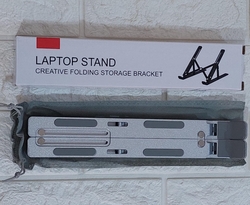 LAPTOP STAND
CREATIVE FOLDING STORAGE BRACKET